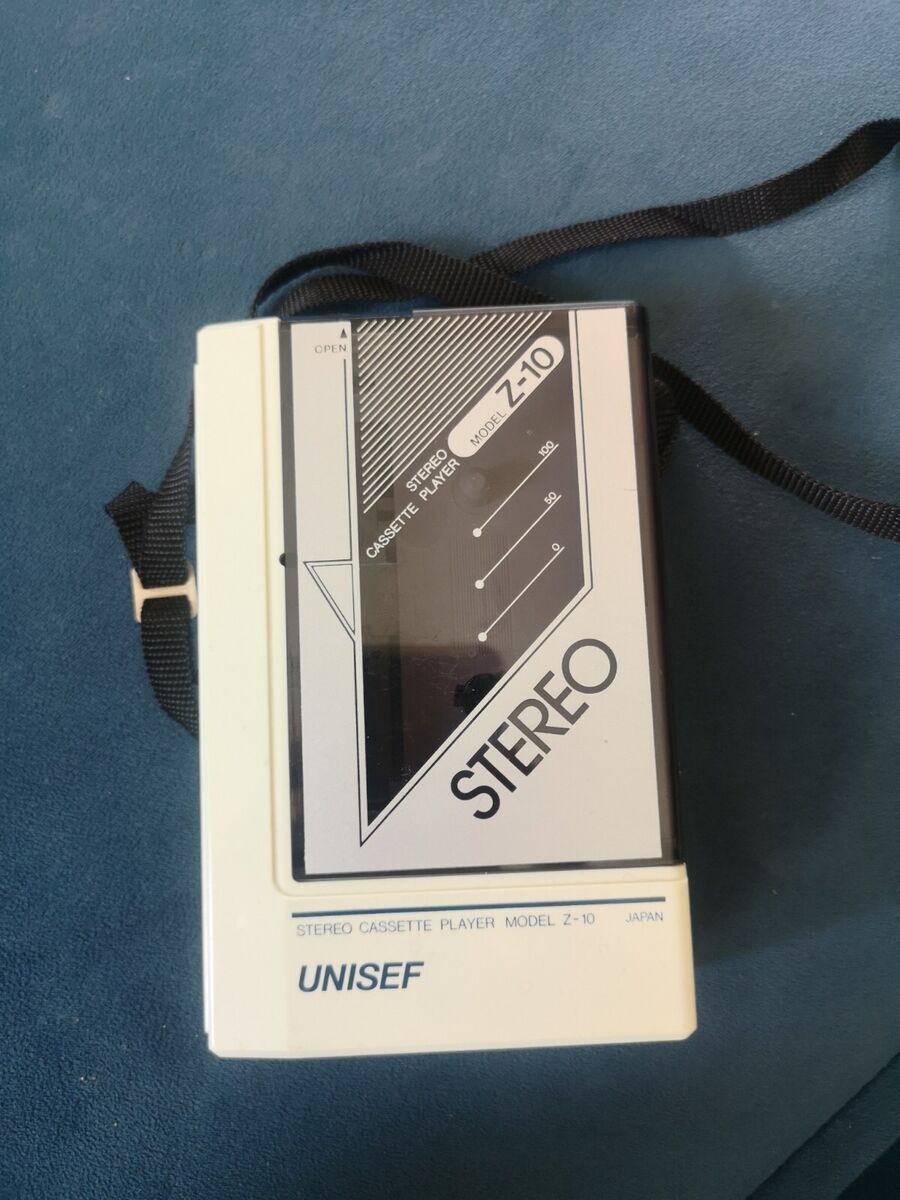 OPEN
STEREO
CASSETTE PLAYER
MODEL Z-10
100
50
0
STEREO
STEREO CASSETTE PLAYER MODEL Z-10 JAPAN
UNISEF